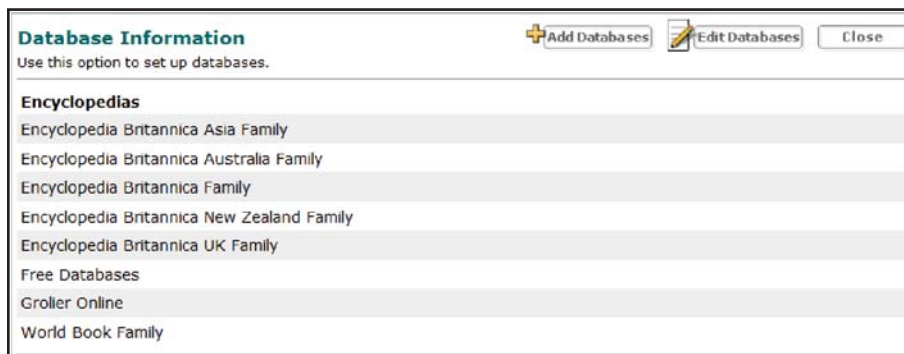 Database Information
Add Databases
Edit Databases
Close
Use this option to set up databases.
Encyclopedias
Encyclopedia Britannica Asia Family
Encyclopedia Britannica Australia Family
Encyclopedia Britannica Family
Encyclopedia Britannica New Zealand Family
Encyclopedia Britannica UK Family
Free Databases
Grolier Online
World Book Family